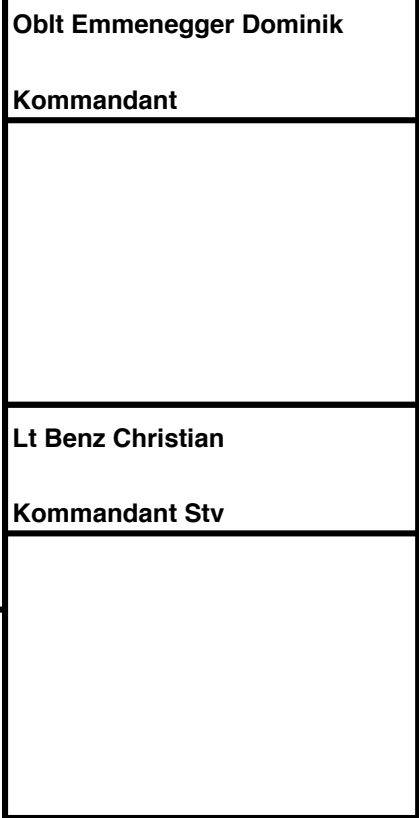 Oblt Emmenegger Dominik
Kommandant
Lt Benz Christian
Kommandant Stv